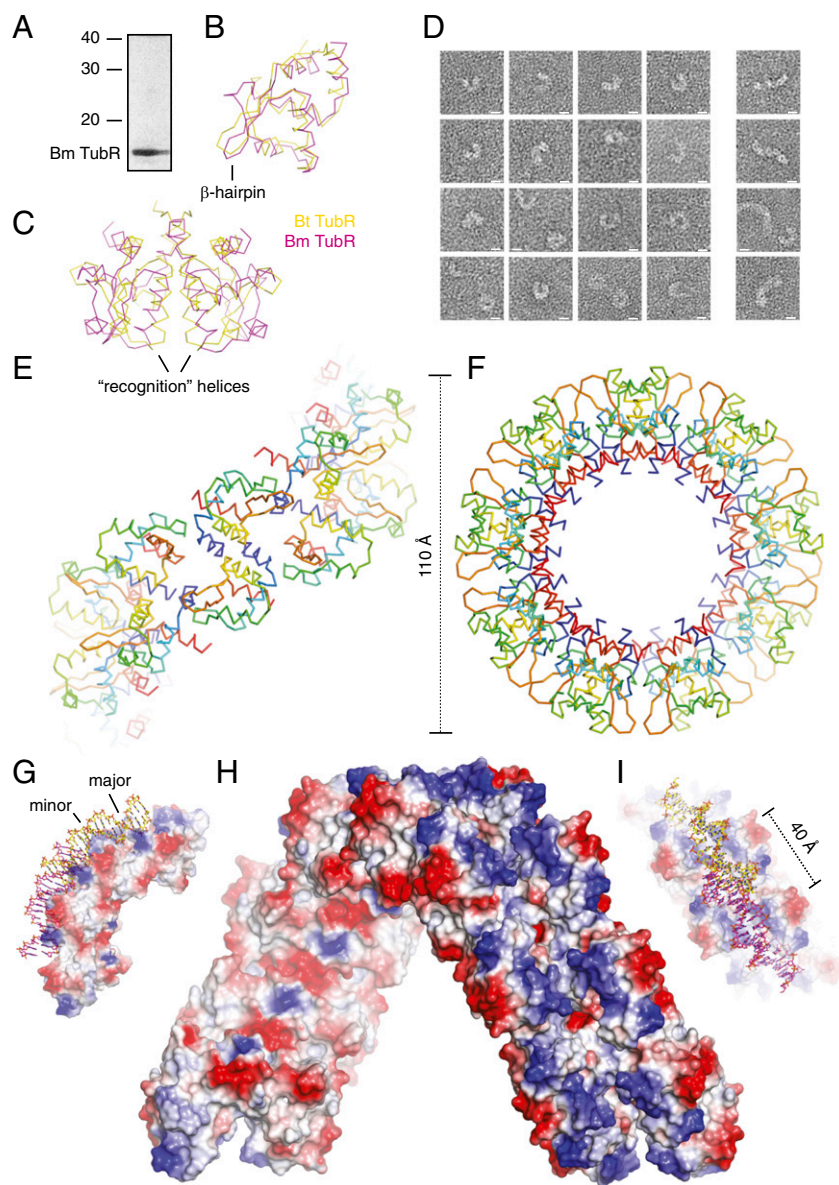 A
40
30
20
Bm TubR
B
β-hairpin
C
Bt TubR
Bm TubR
"recognition" helices
D
E
110 Å
F
G
minor
major
H
I
40 Å